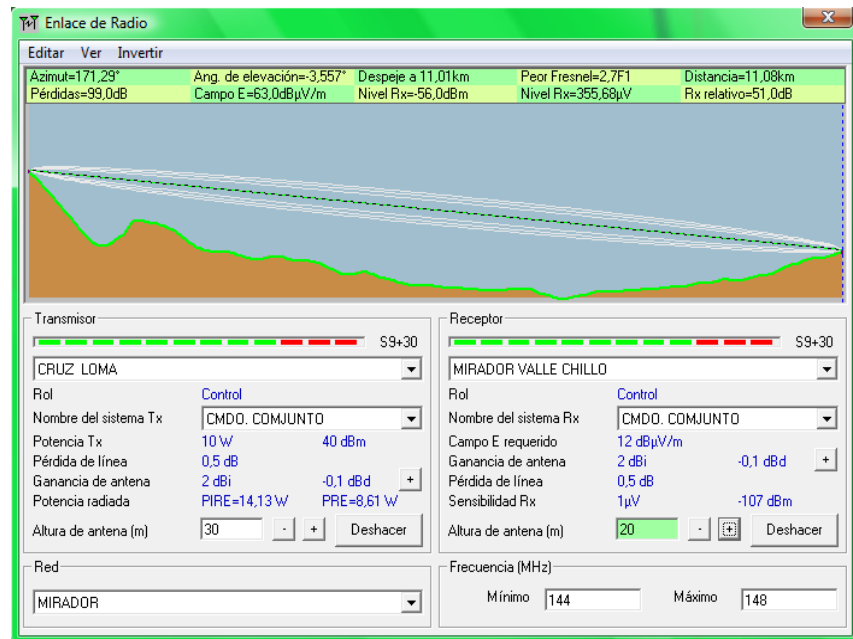 Enlace de Radio
Editar Ver Invertir
Azimut=171,29° Ang. de elevación=-3,557° Despeje a 11,01km Peor Fresnel=2,7F1 Distancia=11,08km
Pérdidas=99,0dB Campo E=63,0dBµV/m Nivel Rx=-56,0dBm Nivel Rx=355,68µV Rx relativo=51,0dB
Transmisor
S9+30
CRUZ LOMA
Rol Control
Nombre del sistema Tx CMDO. COMJUNTO
Potencia Tx 10 W 40 dBm
Pérdida de línea 0,5 dB
Ganancia de antena 2 dBi -0,1 dBd +
Potencia radiada PIRE=14,13 W PRE=8,61 W
Altura de antena (m) 30 - + Deshacer
Receptor
S9+30
MIRADOR VALLE CHILLO
Rol Control
Nombre del sistema Rx CMDO. COMJUNTO
Campo E requerido 12 dBµV/m
Ganancia de antena 2 dBi -0,1 dBd +
Pérdida de línea 0,5 dB
Sensibilidad Rx 1µV -107 dBm
Altura de antena (m) 20 - + Deshacer
Red
MIRADOR
Frecuencia (MHz)
Mínimo 144 Máximo 148